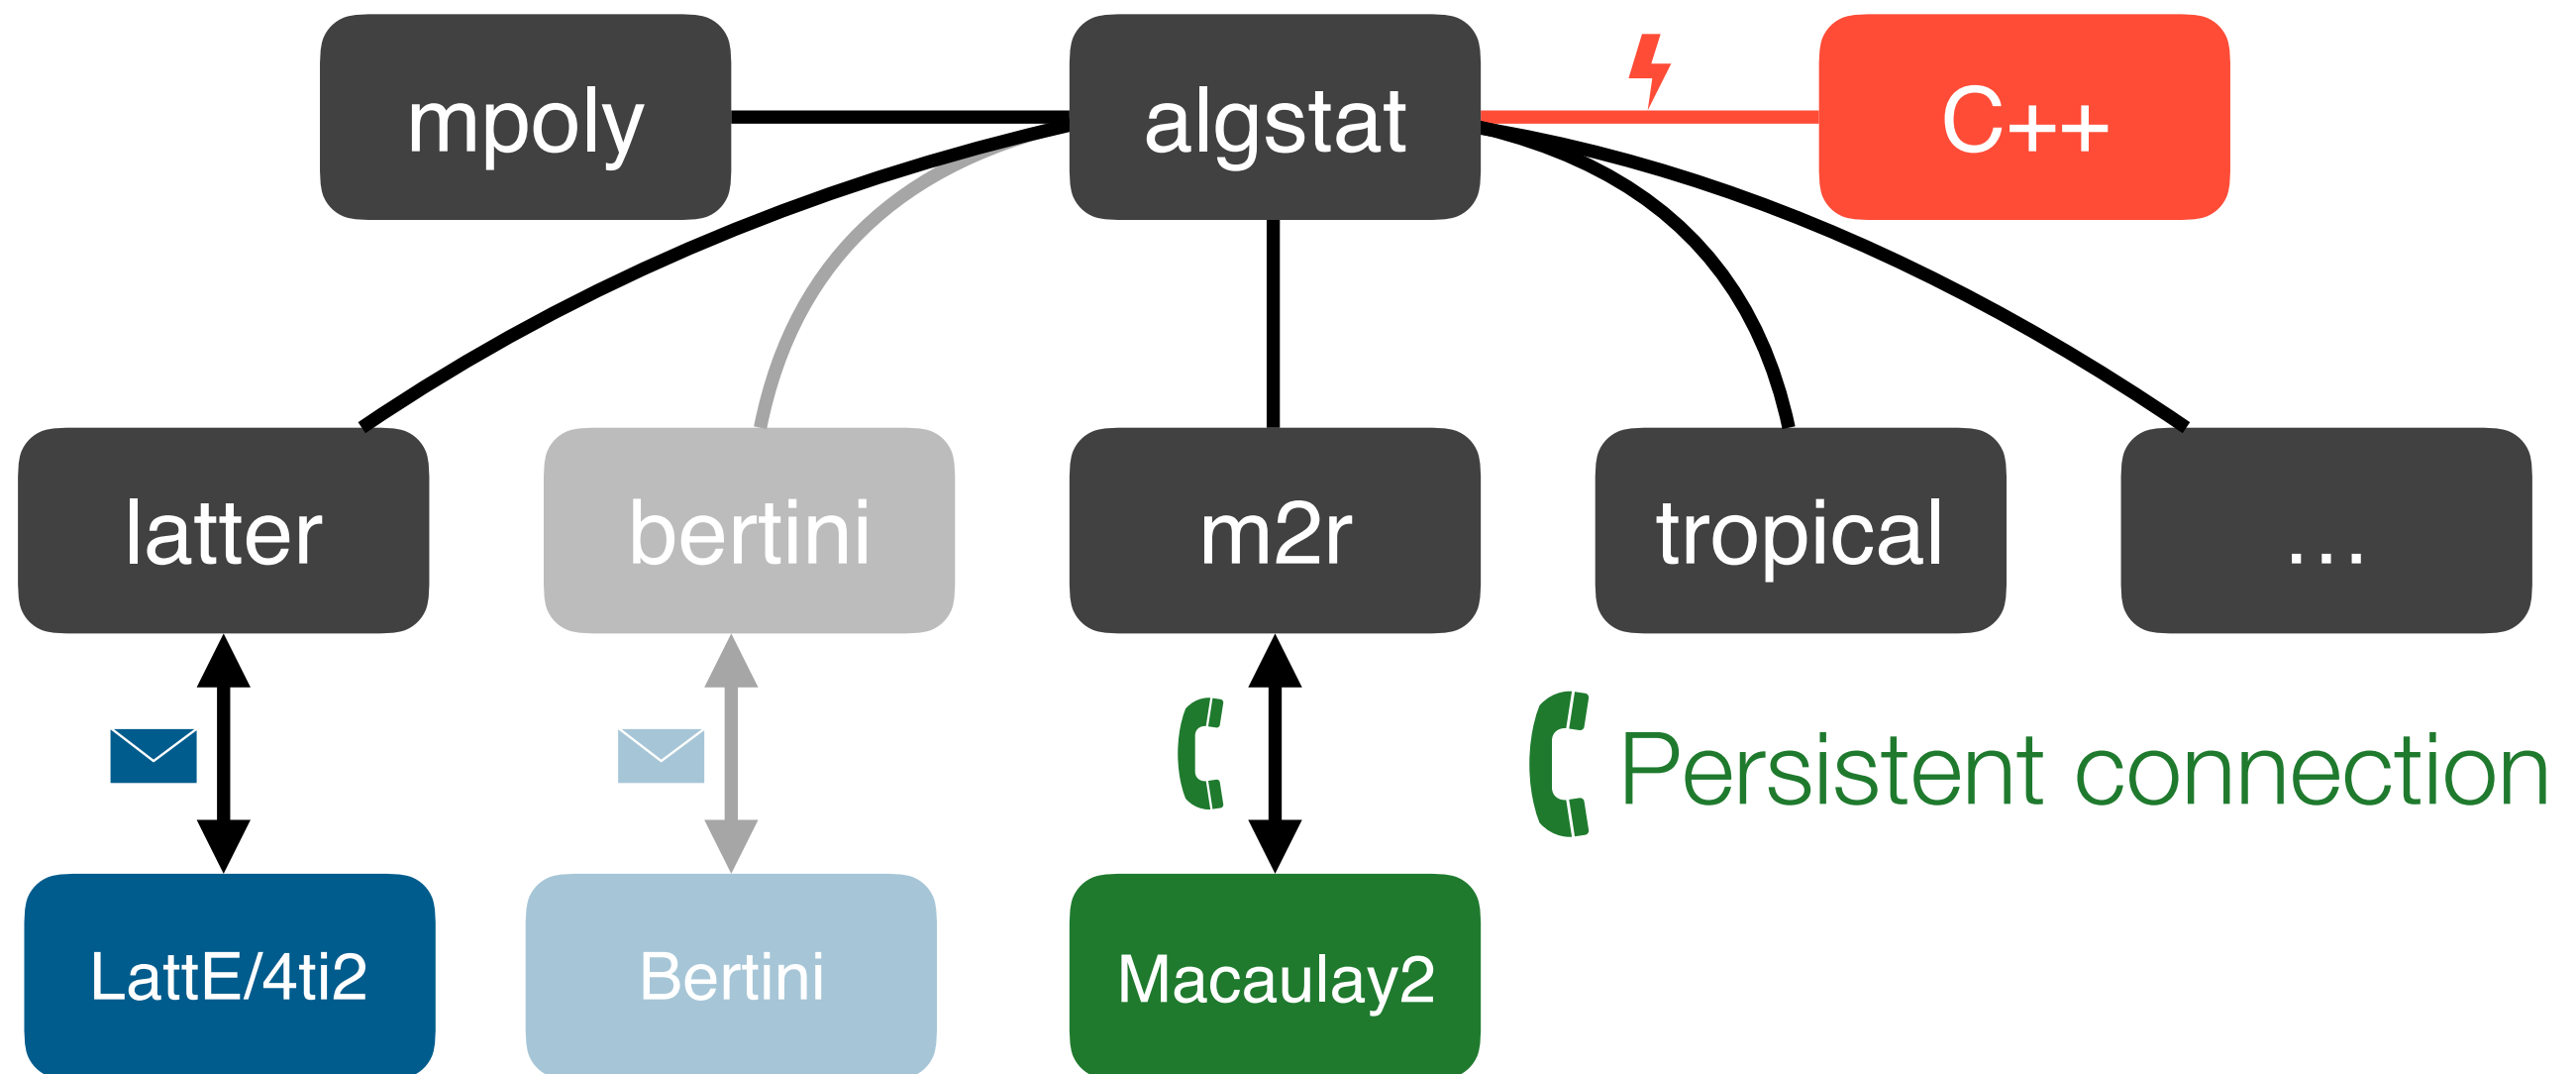 mpoly
algstat
C++
latter
bertini
m2r
tropical
...
Persistent connection
LattE/4ti2
Bertini
Macaulay2